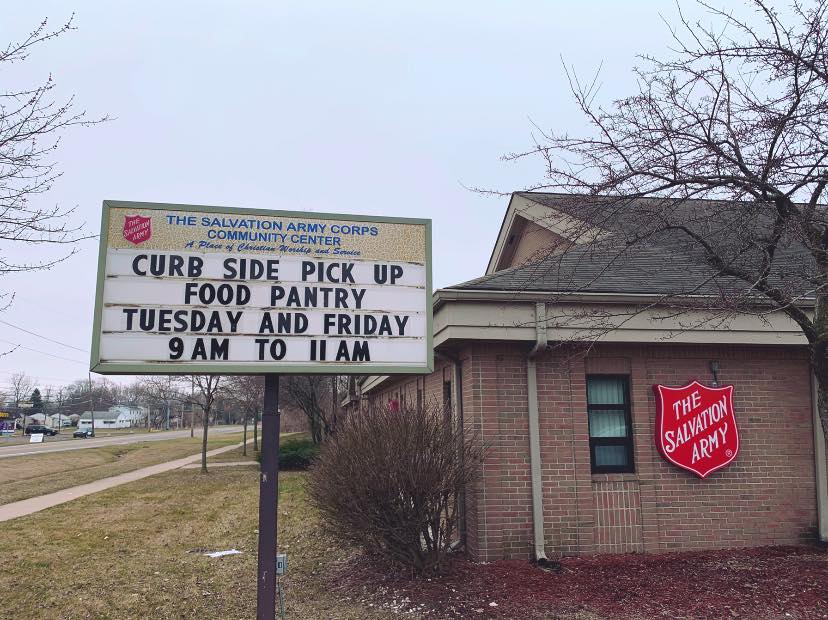 THE SALVATION ARMY
THE SALVATION ARMY CORPS
COMMUNITY CENTER
A Place of Christian Worship and Service
CURB SIDE PICK UP
FOOD PANTRY
TUESDAY AND FRIDAY
9 AM TO 11 AM
THE
SALVATION
ARMY
®